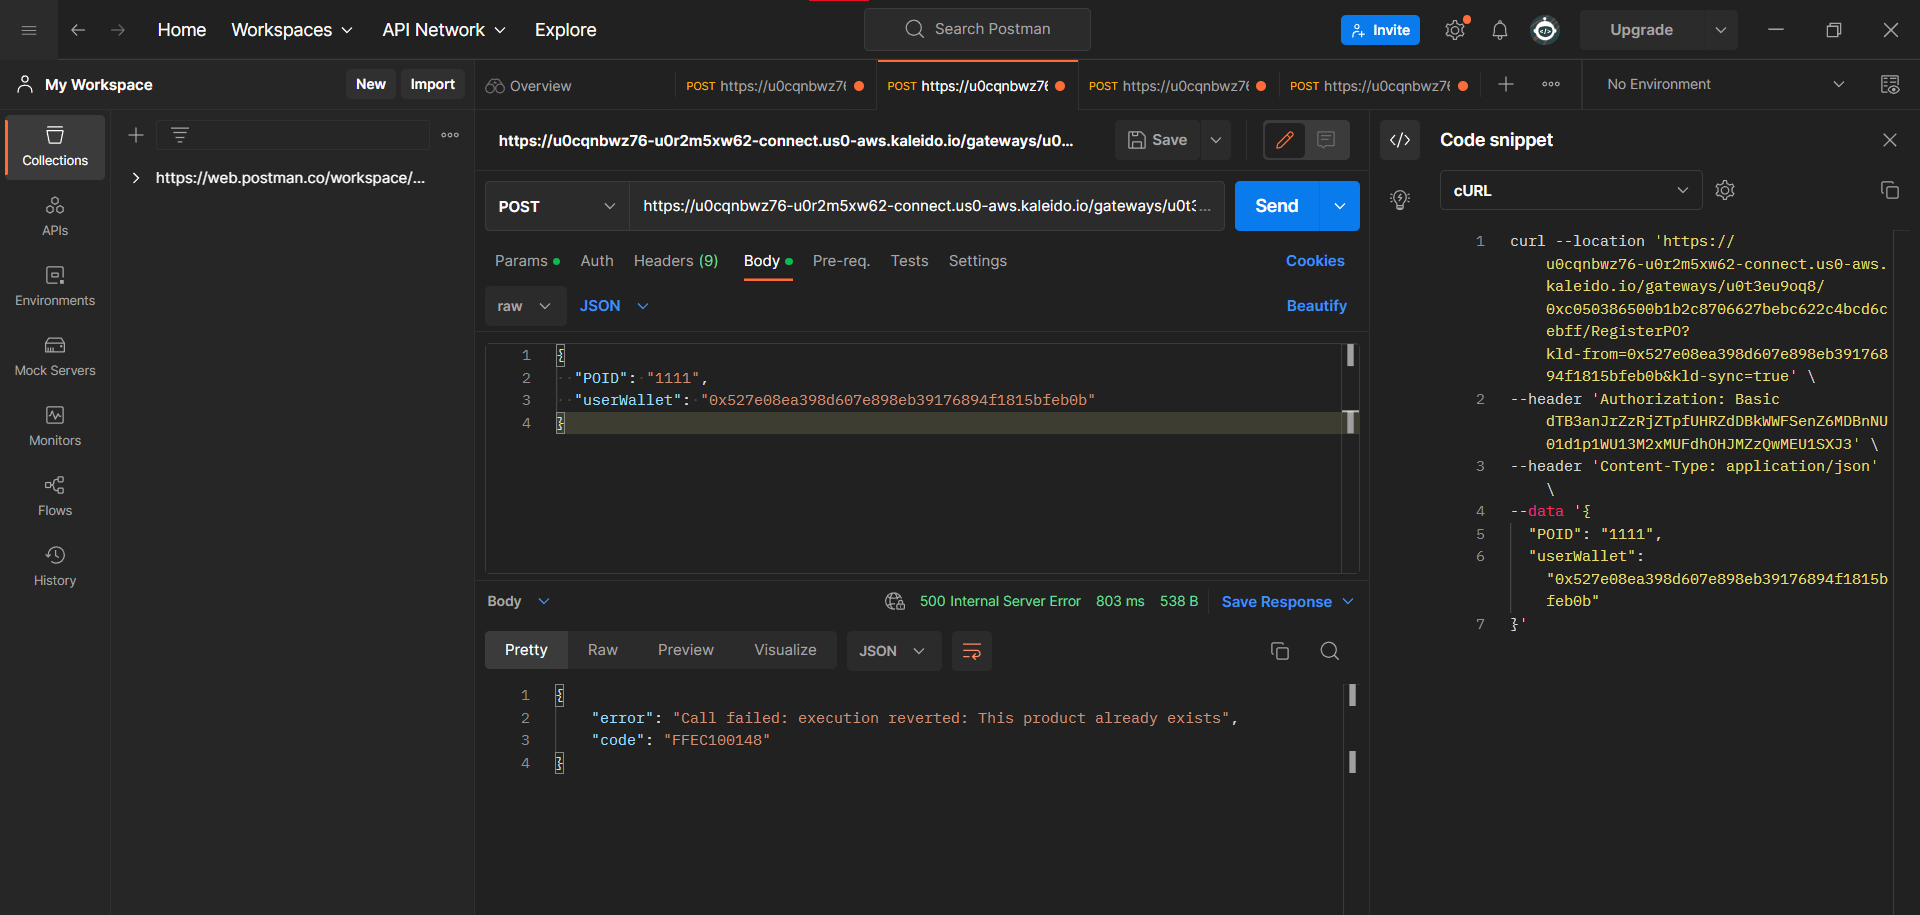 Home
Workspaces
API Network
Explore
Search Postman
Invite
Upgrade
My Workspace
New
Import
Overview
POST https://u0cqnbwz76
POST https://u0cqnbwz76
POST https://u0cqnbwz76
POST https://u0cqnbwz76
No Environment
Collections
APIs
Environments
Mock Servers
Monitors
Flows
History
https://web.postman.co/workspace/...
https://u0cqnbwz76-u0r2m5xw62-connect.us0-aws.kaleido.io/gateways/u0...
Save
POST
https://u0cqnbwz76-u0r2m5xw62-connect.us0-aws.kaleido.io/gateways/u0t3...
Send
Params
Auth
Headers (9)
Body
Pre-req.
Tests
Settings
Cookies
raw
JSON
Beautify
1 {
2 "POID": "1111",
3 "userWallet": "0x527e08ea398d607e898eb39176894f1815bfeb0b"
4 }
Body
500 Internal Server Error
803 ms
538 B
Save Response
Pretty
Raw
Preview
Visualize
JSON
1 {
2 "error": "Call failed: execution reverted: This product already exists",
3 "code": "FFEC100148"
4 }
Code snippet
cURL
1 curl --location 'https://
u0cqnbwz76-u0r2m5xw62-connect.us0-aws.
kaleido.io/gateways/u0t3eu9oq8/
0xc050386500b1b2c8706627bebc622c4bcd6c
ebff/RegisterPO?
kld-from=0x527e08ea398d607e898eb391768
94f1815bfeb0b&kld-sync=true' \
2 --header 'Authorization: Basic
dTB3anJrZzRjZTpfUHRZdDBkWWFSenZ6MDBnNU
01d1p1WU13M2xMUFdhOHJMZzQwMEU1SXJ3' \
3 --header 'Content-Type: application/json'
\
4 --data '{
5 "POID": "1111",
6 "userWallet":
"0x527e08ea398d607e898eb39176894f1815b
feb0b"
7 }'